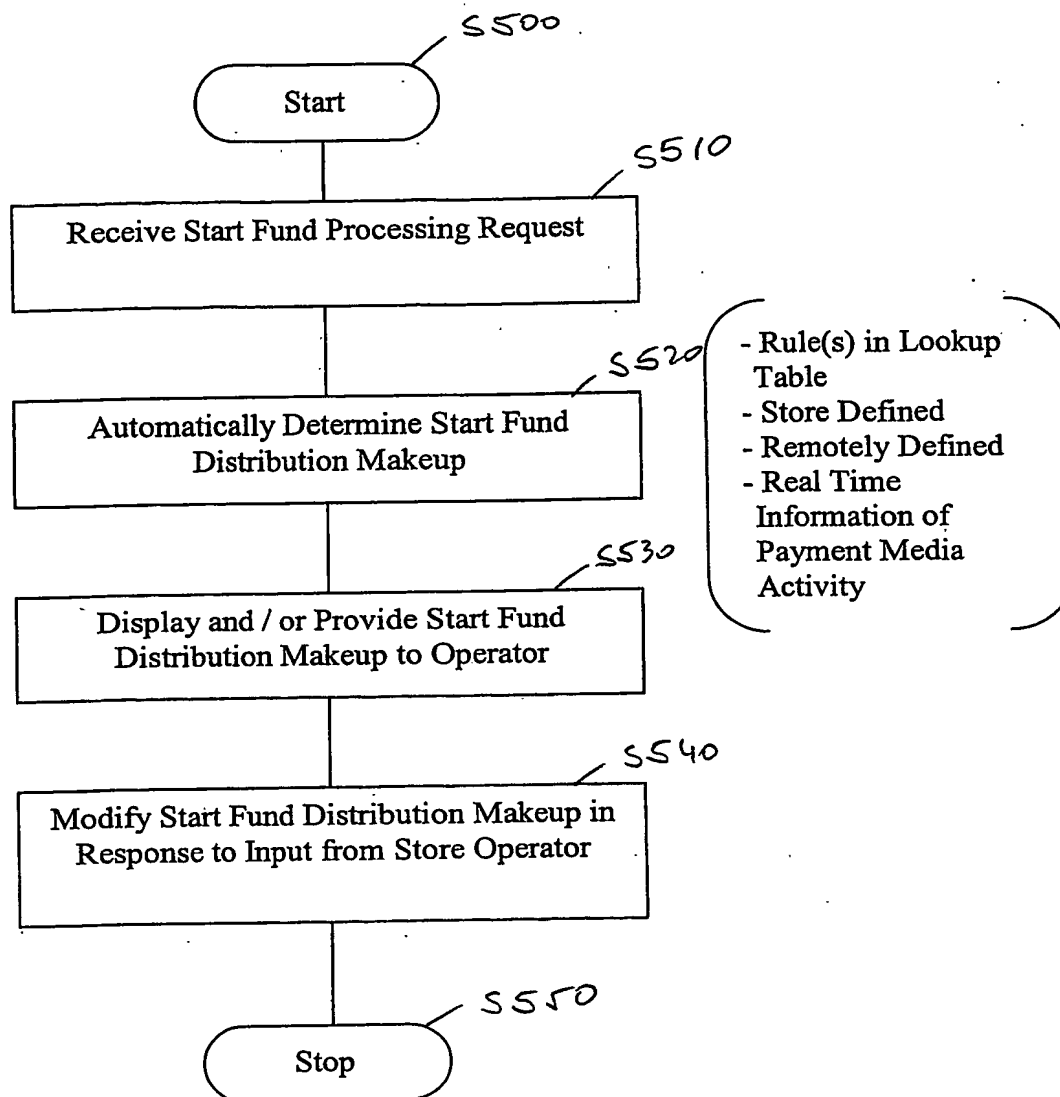 S500
Start
S510
Receive Start Fund Processing Request
S520
Automatically Determine Start Fund
Distribution Makeup
- Rule(s) in Lookup
Table
- Store Defined
- Remotely Defined
- Real Time
Information of
Payment Media
Activity
S530
Display and / or Provide Start Fund
Distribution Makeup to Operator
S540
Modify Start Fund Distribution Makeup in
Response to Input from Store Operator
S550
Stop